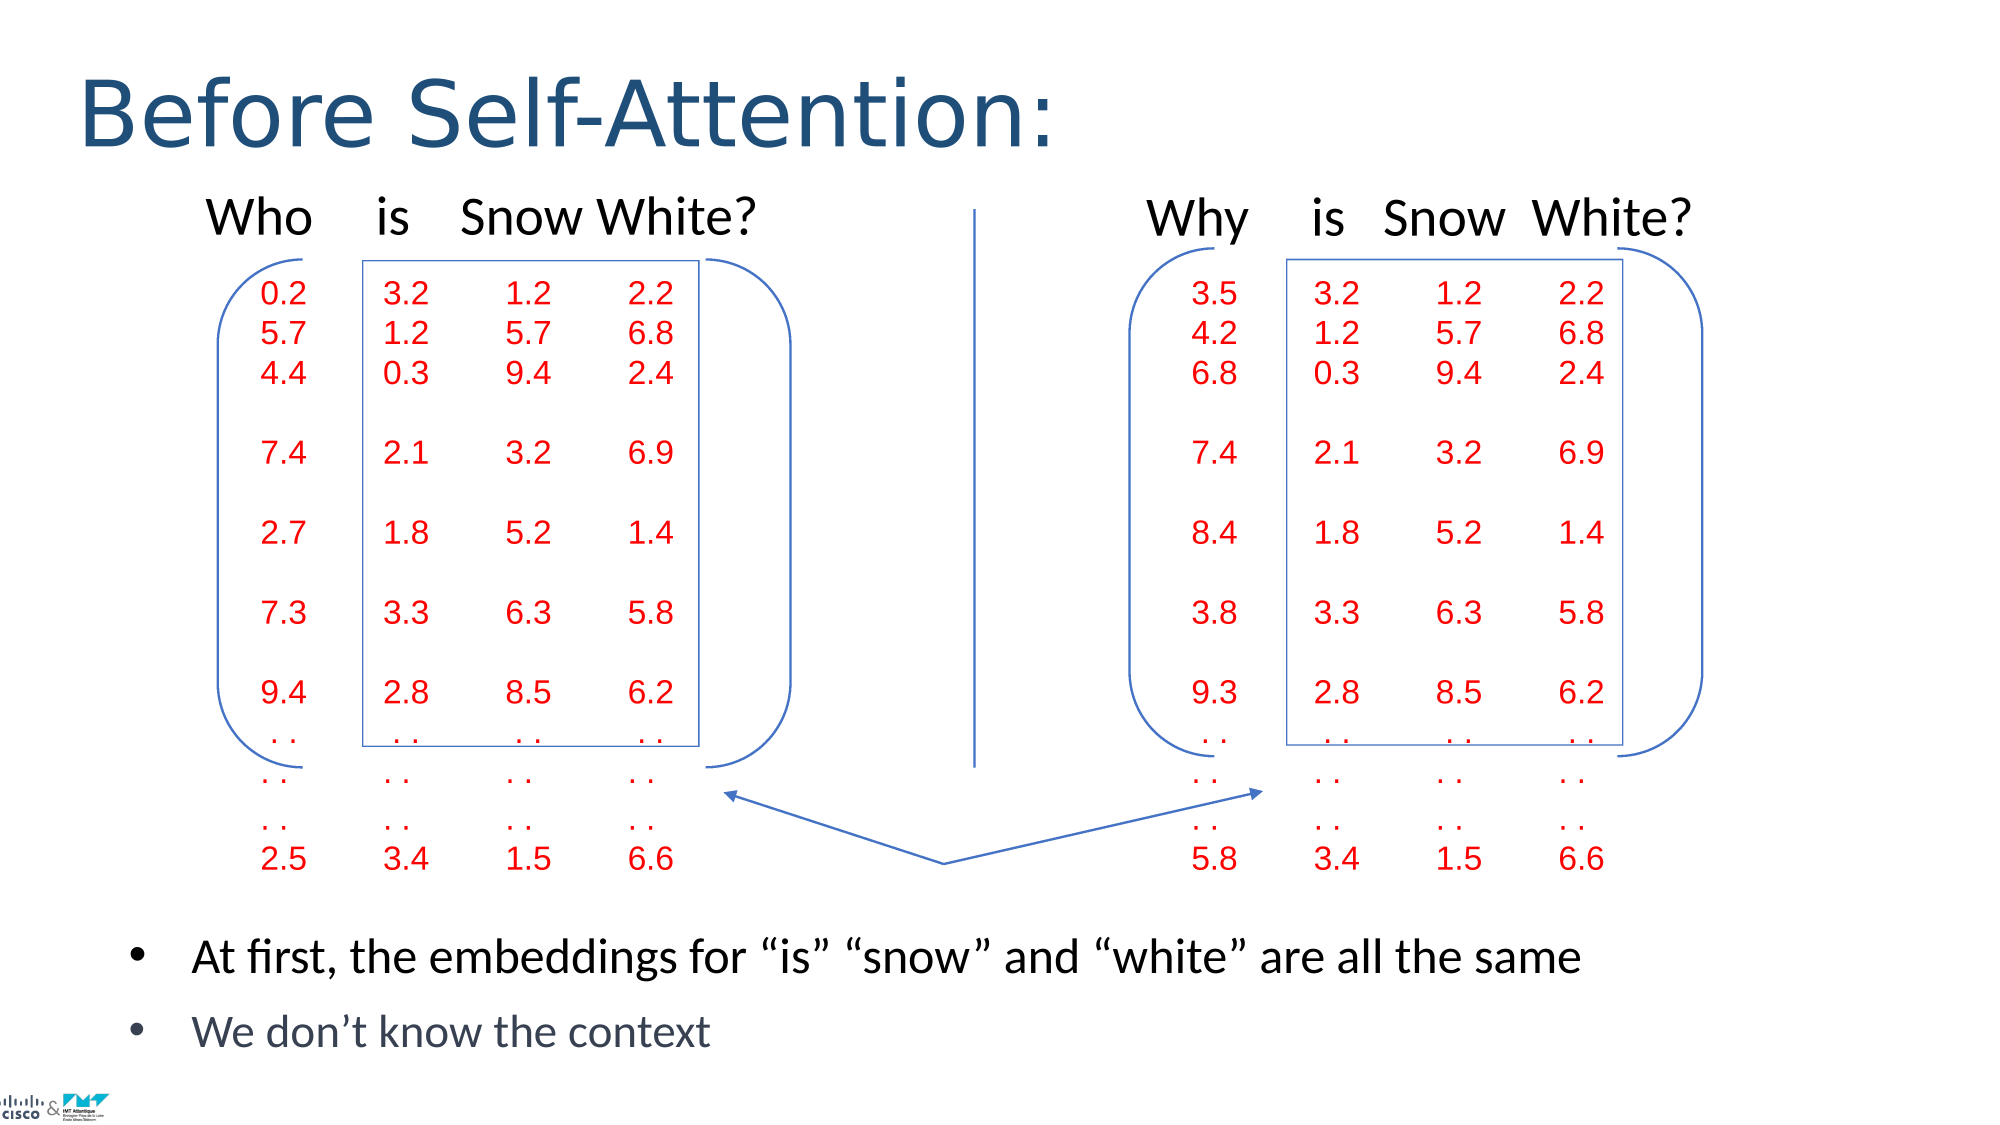 Before Self-Attention:
Who is Snow White?
0.2 3.2 1.2 2.2
5.7 1.2 5.7 6.8
4.4 0.3 9.4 2.4
7.4 2.1 3.2 6.9
2.7 1.8 5.2 1.4
7.3 3.3 6.3 5.8
9.4 2.8 8.5 6.2
. . . . . . . .
. . . . . . . .
. . . . . . . .
2.5 3.4 1.5 6.6
Why is Snow White?
3.5 3.2 1.2 2.2
4.2 1.2 5.7 6.8
6.8 0.3 9.4 2.4
7.4 2.1 3.2 6.9
8.4 1.8 5.2 1.4
3.8 3.3 6.3 5.8
9.3 2.8 8.5 6.2
. . . . . . . .
. . . . . . . .
. . . . . . . .
5.8 3.4 1.5 6.6
• At first, the embeddings for “is” “snow” and “white” are all the same
• We don’t know the context
CISCO & IMT Atlantique